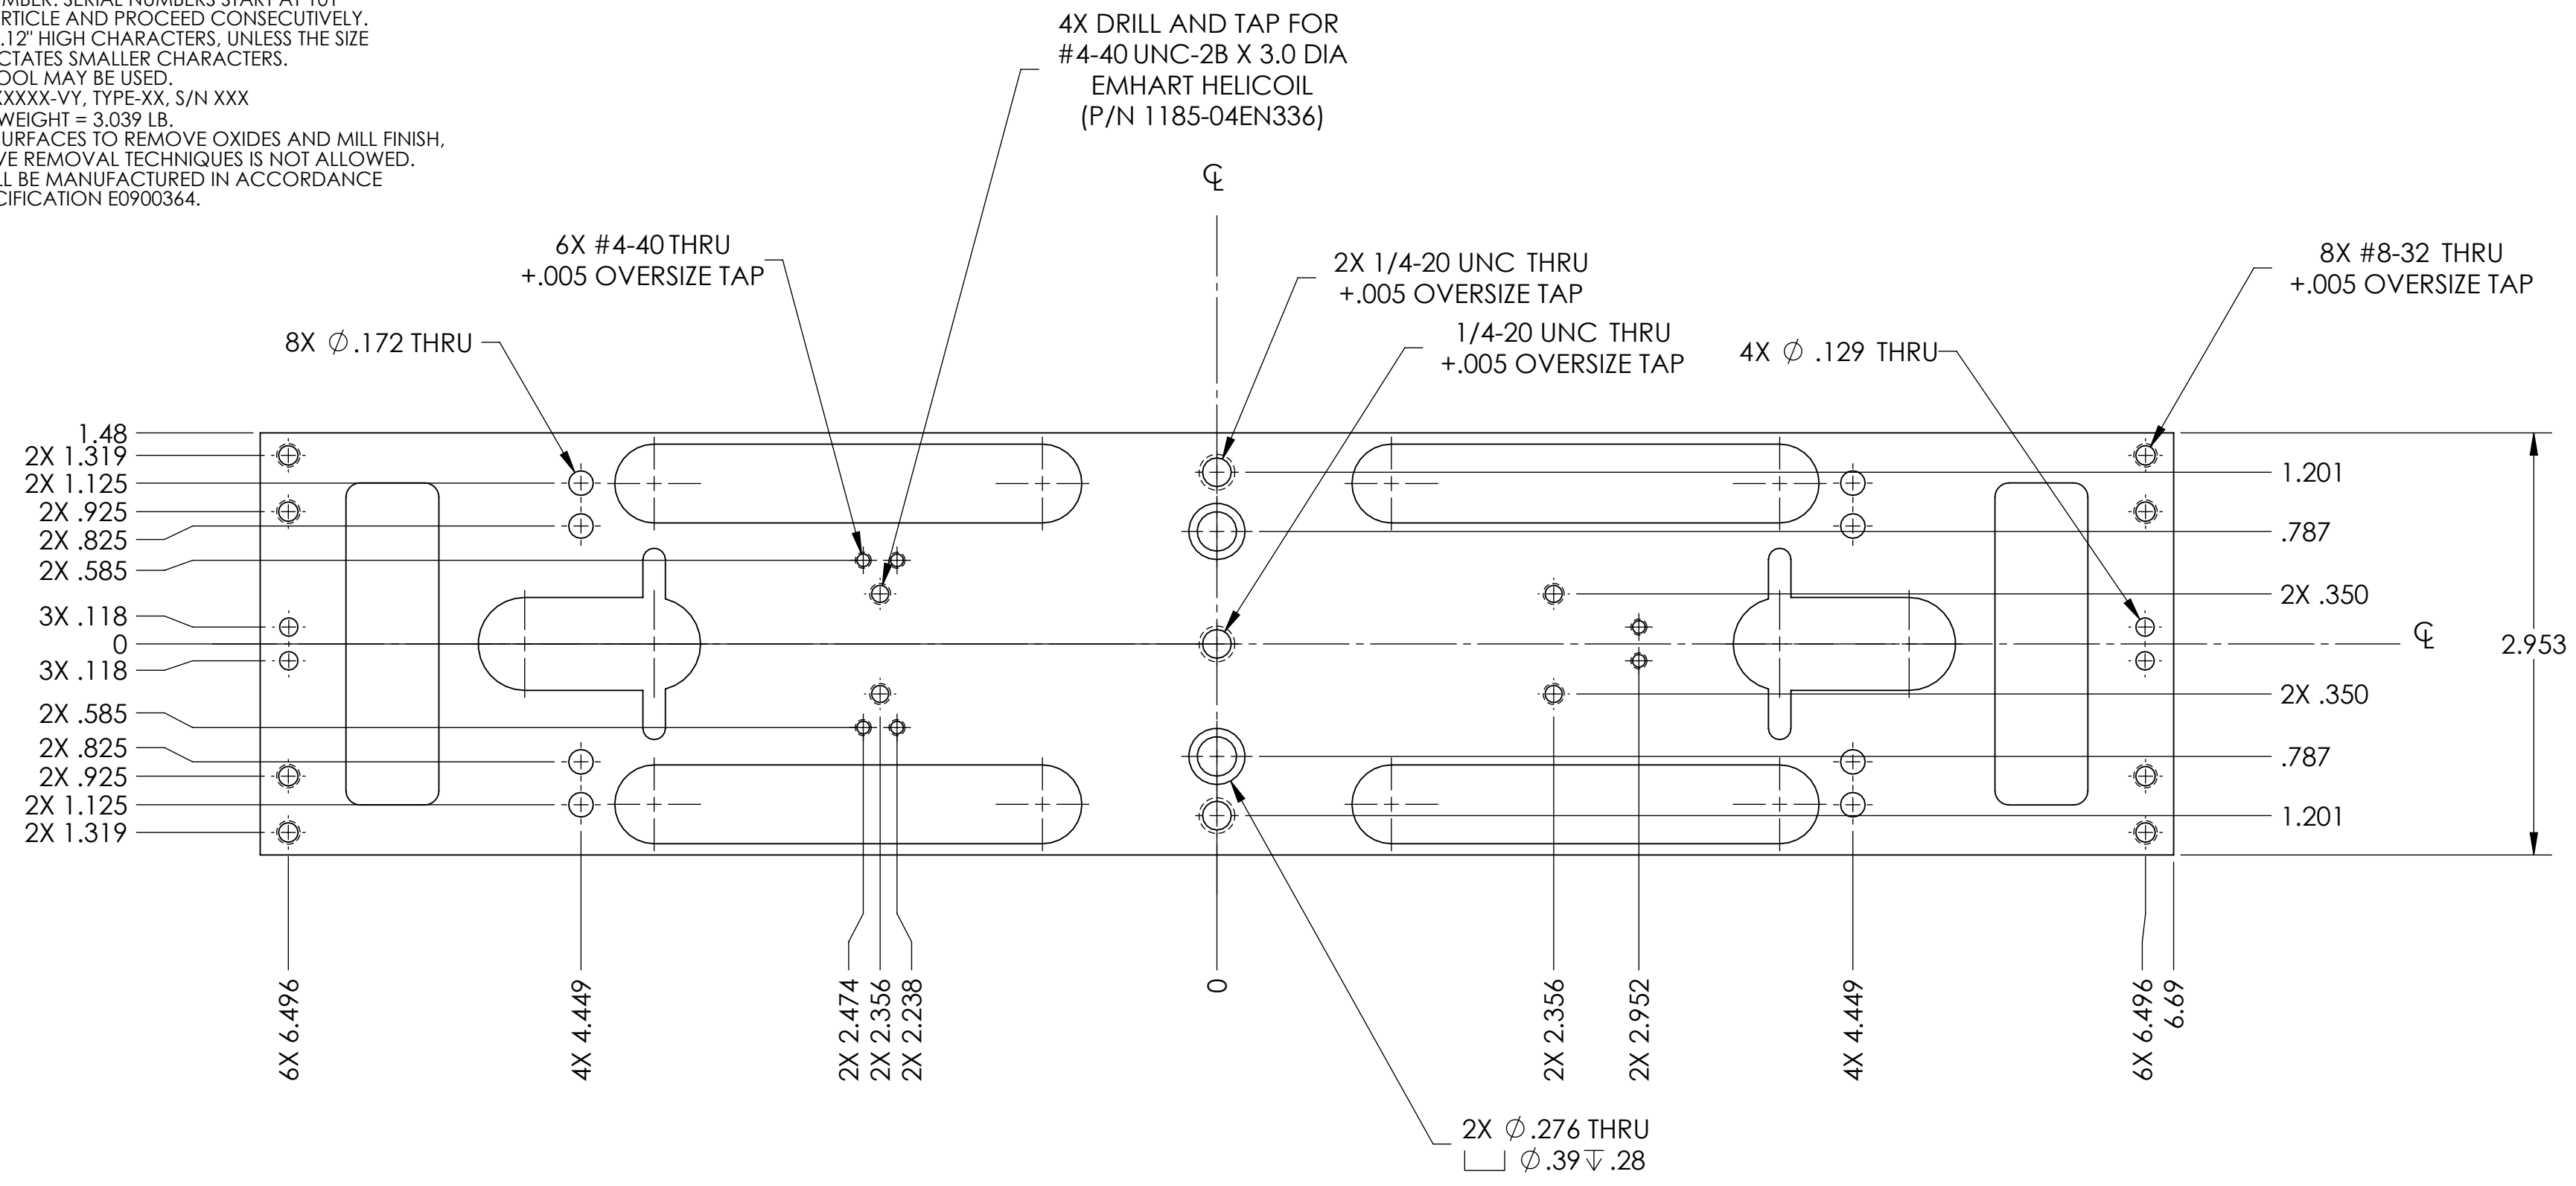 SERIAL NUMBERS START AT 101
AND PROCEED CONSECUTIVELY.
.12" HIGH CHARACTERS, UNLESS THE SIZE
SMALLER CHARACTERS.
MAY BE USED.
XXXXX-VY, TYPE-XX, S/N XXX
WEIGHT = 3.039 LB.
TO REMOVE OXIDES AND MILL FINISH,
REMOVAL TECHNIQUES IS NOT ALLOWED.
BE MANUFACTURED IN ACCORDANCE
E0900364.
4X DRILL AND TAP FOR
#4-40 UNC-2B X 3.0 DIA
EMHART HELICOIL
(P/N 1185-04EN336)
℄
6X #4-40 THRU
+.005 OVERSIZE TAP
2X 1/4-20 UNC THRU
+.005 OVERSIZE TAP
8X #8-32 THRU
+.005 OVERSIZE TAP
8X ∅.172 THRU
1/4-20 UNC THRU
+.005 OVERSIZE TAP
4X ∅ .129 THRU
1.48
2X 1.319
2X 1.125
2X .925
2X .825
2X .585
3X .118
0
3X .118
2X .585
2X .825
2X .925
2X 1.125
2X 1.319
1.201
.787
2X .350
℄
2.953
2X .350
.787
1.201
6X 6.496
4X 4.449
2X 2.474
2X 2.356
2X 2.238
0
2X 2.356
2X 2.952
4X 4.449
6X 6.496
6.69
2X ∅.276 THRU
⌴ ∅.39 ↧ .28